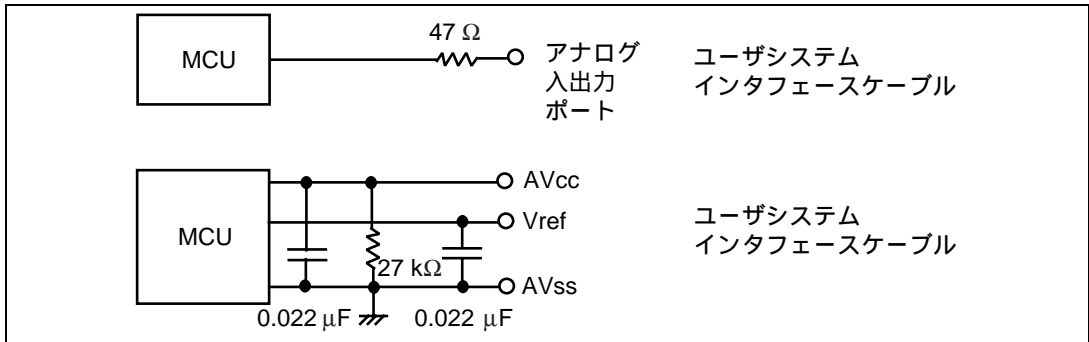 47 Ω
MCU
アナログ
入出力
ポート
ユーザシステム
インタフェースケーブル
AVcc
Vref
MCU
ユーザシステム
インタフェースケーブル
27 kΩ
AVss
0.022 μF
0.022 μF